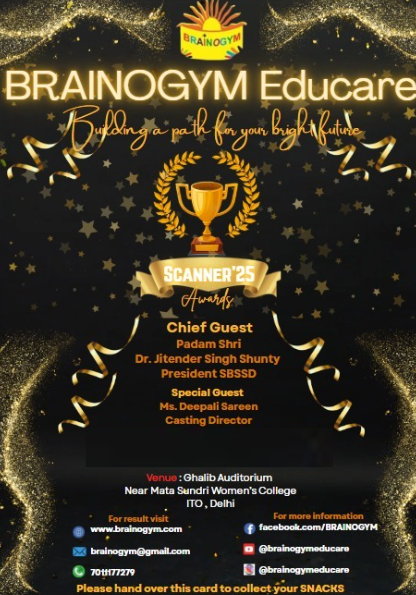 BRAINOGYM
BRAINOGYM Educare
Building a path for your bright future
SCANNER'25
Awards
Chief Guest
Padam Shri
Dr. Jitender Singh Shunty
President SBSSD
Special Guest
Ms. Deepali Sareen
Casting Director
Venue : Ghalib Auditorium
Near Mata Sundri Women's College
ITO , Delhi
For result visit
www.brainogym.com
brainogym@gmail.com
7011177279
For more information
facebook.com/BRAINOGYM
@brainogymeducare
@brainogymeducare
Please hand over this card to collect your SNACKS